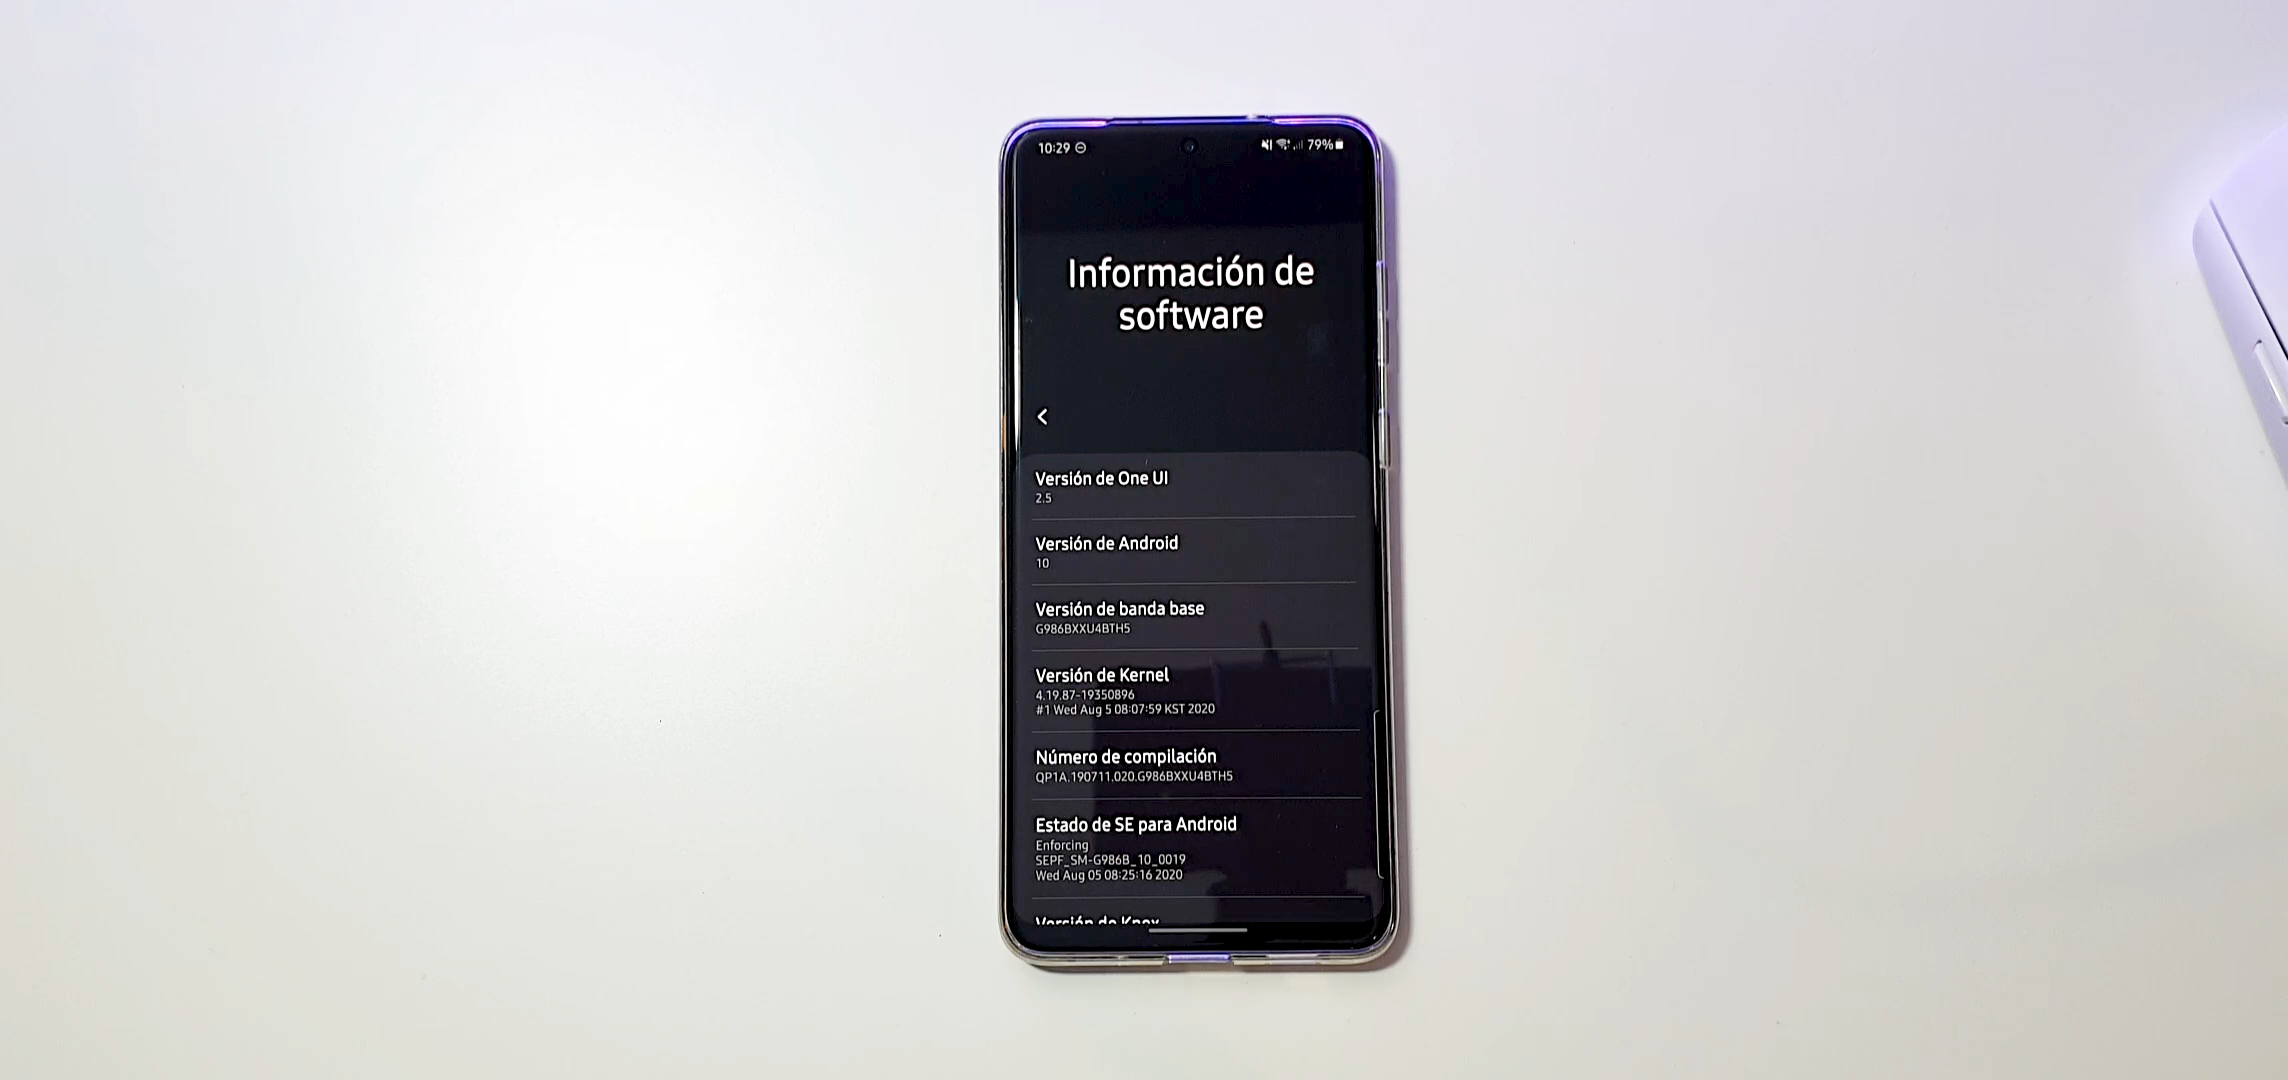 10:29
79%
Información de
software
Versión de One UI
2.5
Versión de Android
10
Versión de banda base
G986BXXU4BTH5
Versión de Kernel
4.19.87-19350896
#1 Wed Aug 5 08:07:59 KST 2020
Número de compilación
QP1A.190711.020.G986BXXU4BTH5
Estado de SE para Android
Enforcing
SEPF_SM-G986B_10_0019
Wed Aug 05 08:25:16 2020
Versión de Knox